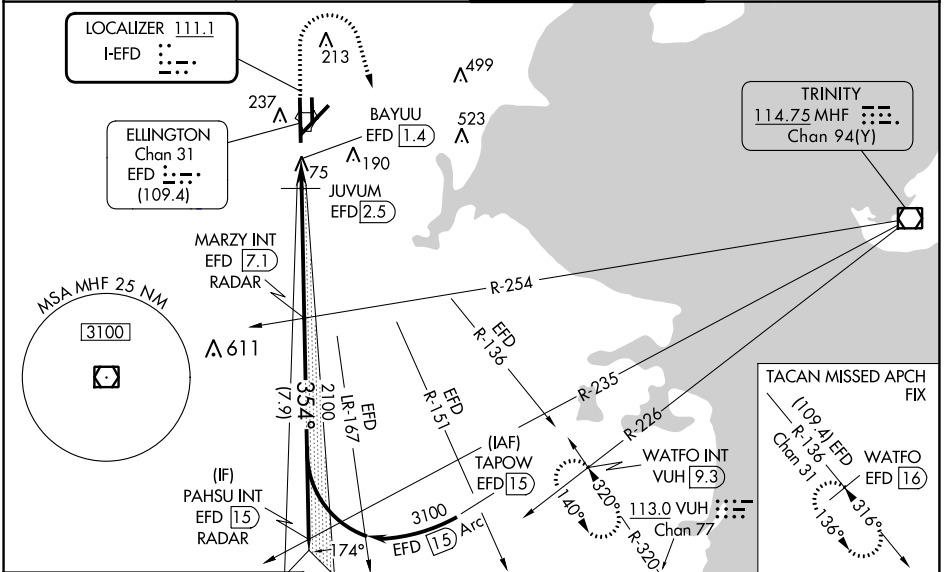 LOCALIZER 111.1
I-EFD
213
499
237
BAYUU
EFD 1.4
523
TRINITY
114.75 MHF
Chan 94(Y)
ELLINGTON
Chan 31
EFD
(109.4)
190
75
JUVUM
EFD 2.5
MARZY INT
EFD 7.1
RADAR
R-254
MSA MHF 25 NM
3100
611
EFD
R-136
R-235
R-226
354°
(7.9)
2100
EFD
LR-167
EFD
R-151
(IAF)
TAPOW
EFD 15
WATFO INT
VUH 9.3
(IF)
PAHSU INT
EFD 15
RADAR
3100
EFD 15 Arc
174°
140°
320°
R-320
113.0 VUH
Chan 77
TACAN MISSED APCH
FIX
(109.4) EFD
R-136
Chan 31
WATFO
EFD 16
136°
316°